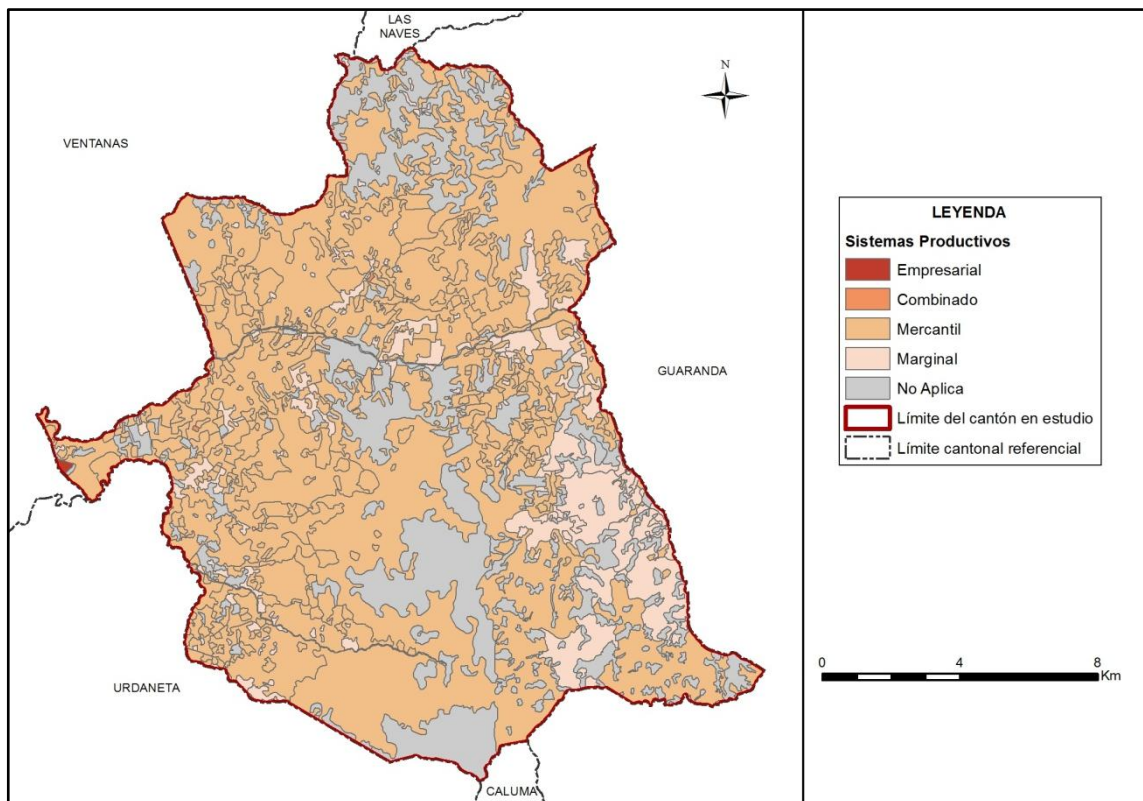 LAS
NAVES
N
VENTANAS
GUARANDA
URDANETA
CALUMA
LEYENDA
Sistemas Productivos
Empresarial
Combinado
Mercantil
Marginal
No Aplica
Límite del cantón en estudio
Límite cantonal referencial
0 4 8
Km